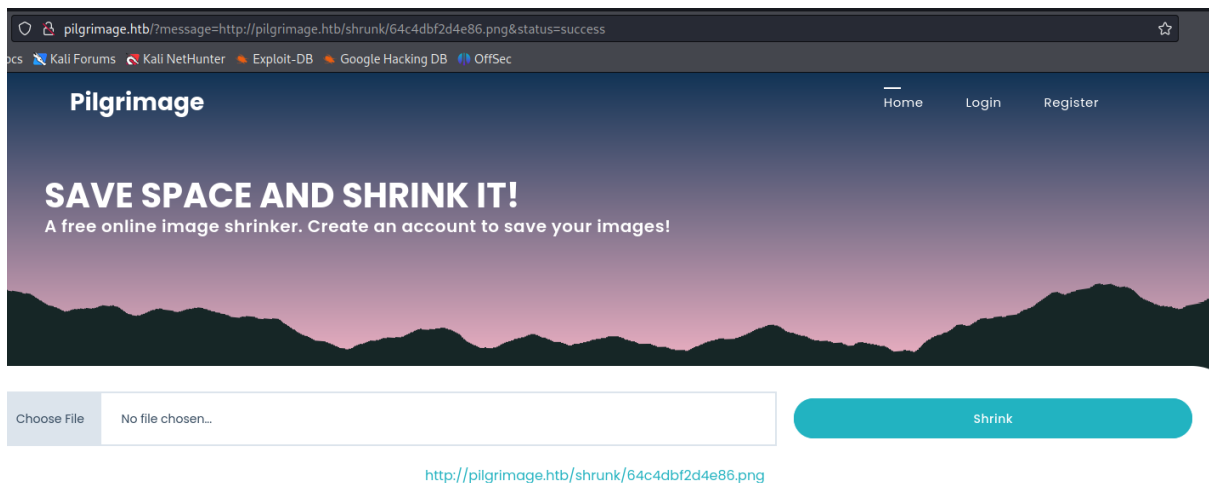 pilgrimage.htb/?message=http://pilgrimage.htb/shrunk/64c4dbf2d4e86.png&status=success
ocs Kali Forums Kali NetHunter Exploit-DB Google Hacking DB OffSec
Pilgrimage Home Login Register
SAVE SPACE AND SHRINK IT!
A free online image shrinker. Create an account to save your images!
Choose File No file chosen... Shrink
http://pilgrimage.htb/shrunk/64c4dbf2d4e86.png